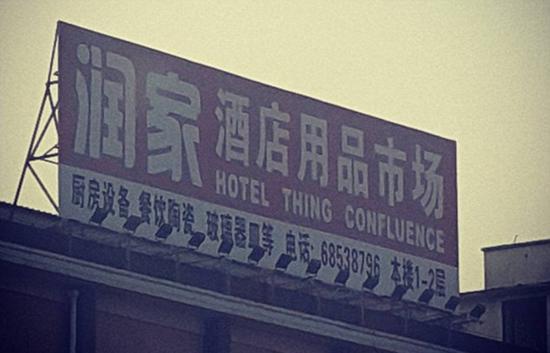 润家 酒店用品市场
HOTEL THING CONFLUENCE
厨房设备 餐饮陶瓷 玻璃器皿等 电话:68538796 本楼1-2层